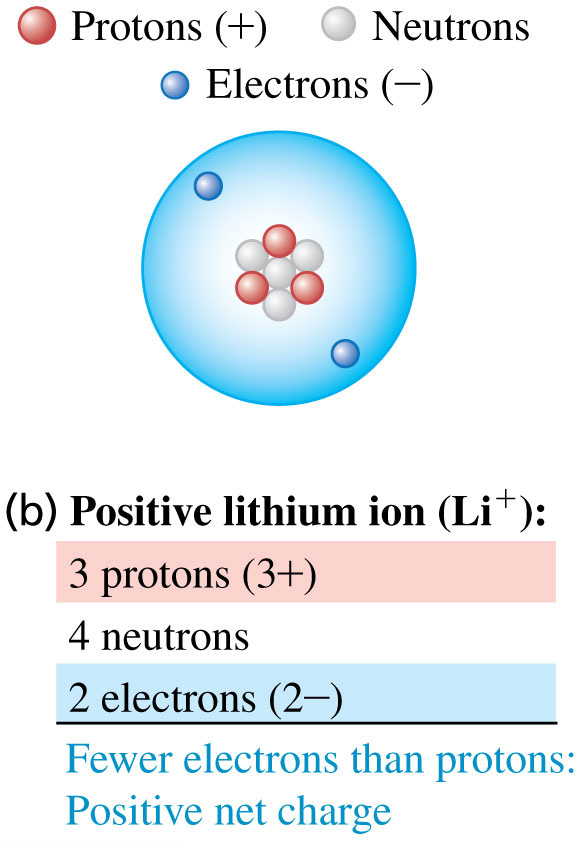 Protons (+) Neutrons
Electrons (−)
(b) Positive lithium ion (Li⁺):
3 protons (3+)
4 neutrons
2 electrons (2−)
Fewer electrons than protons:
Positive net charge